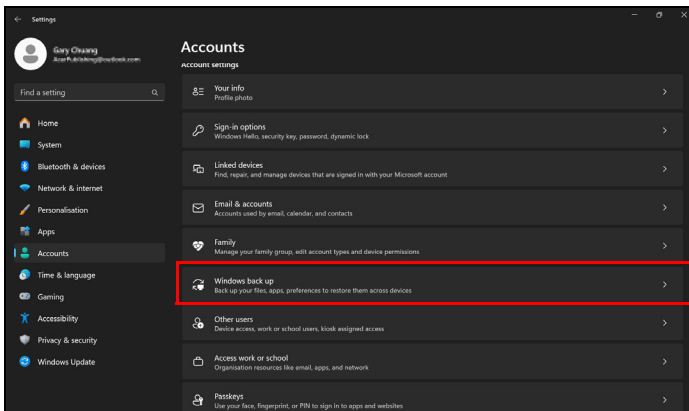 Settings
Gary Chuang
AcerPublishing@outlook.com
Find a setting
Home
System
Bluetooth & devices
Network & internet
Personalisation
Apps
Accounts
Time & language
Gaming
Accessibility
Privacy & security
Windows Update
Accounts
Account settings
Your info
Profile photo
Sign-in options
Windows Hello, security key, password, dynamic lock
Linked devices
Find, repair, and manage devices that are signed in with your Microsoft account
Email & accounts
Accounts used by email, calendar, and contacts
Family
Manage your family group, edit account types and device permissions
Windows back up
Back up your files, apps, preferences to restore them across devices
Other users
Device access, work or school users, kiosk assigned access
Access work or school
Organisation resources like email, apps, and network
Passkeys
Use your face, fingerprint, or PIN to sign in to apps and websites